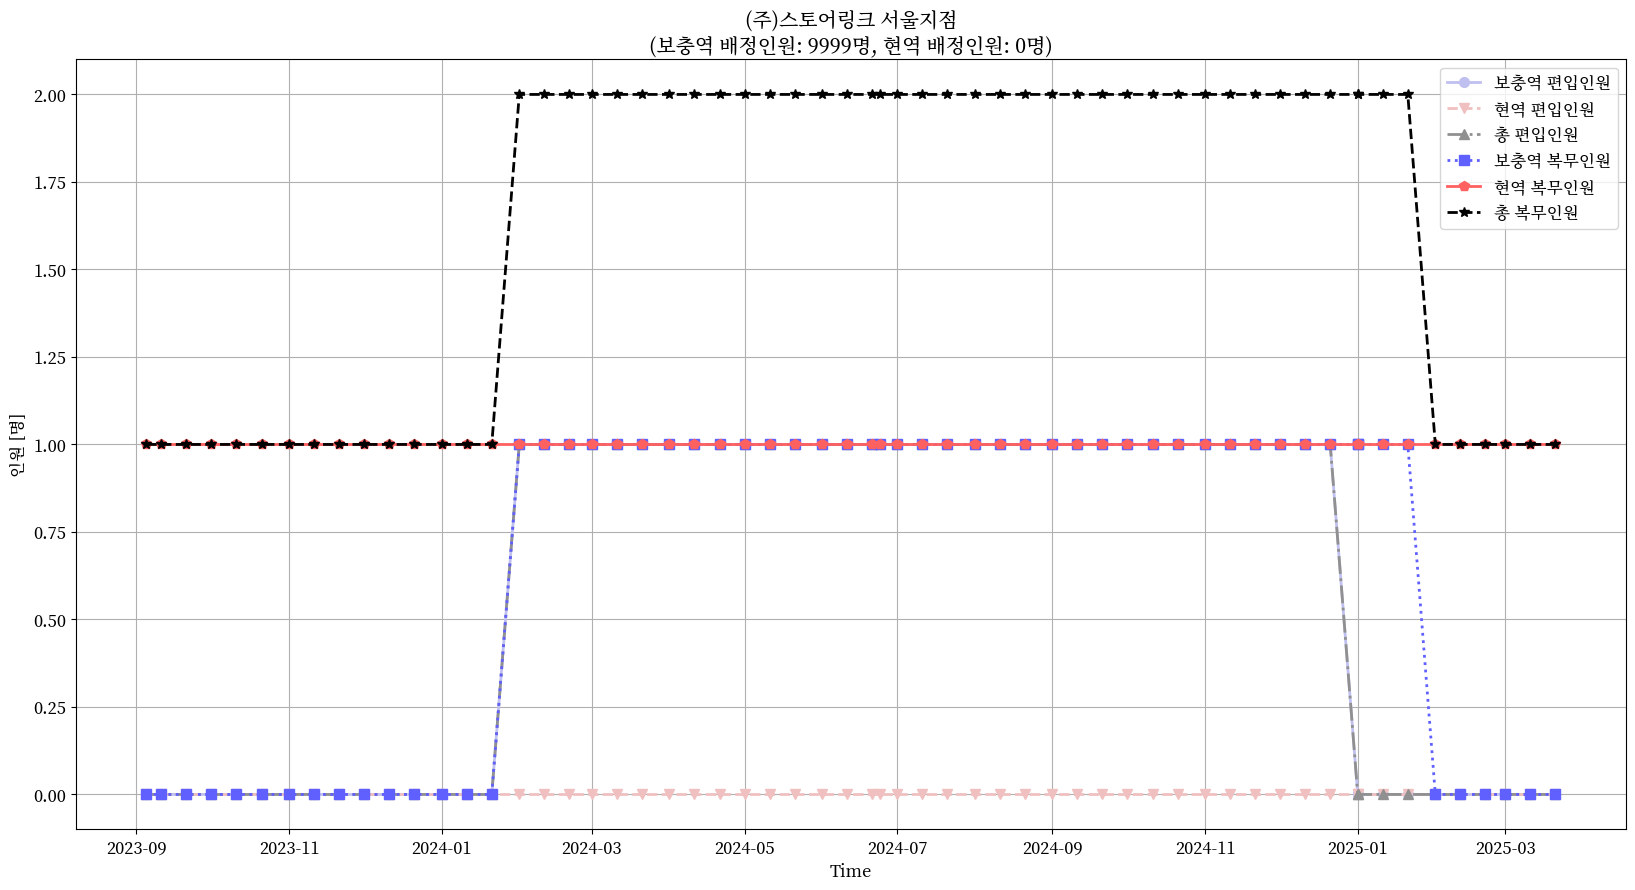 (주)스토어링크 서울지점
(보충역 배정인원: 9999명, 현역 배정인원: 0명)
보충역 편입인원
현역 편입인원
총 편입인원
보충역 복무인원
현역 복무인원
총 복무인원
2.00
1.75
1.50
1.25
1.00
0.75
0.50
0.25
0.00
인원 [명]
2023-09 2023-11 2024-01 2024-03 2024-05 2024-07 2024-09 2024-11 2025-01 2025-03
Time